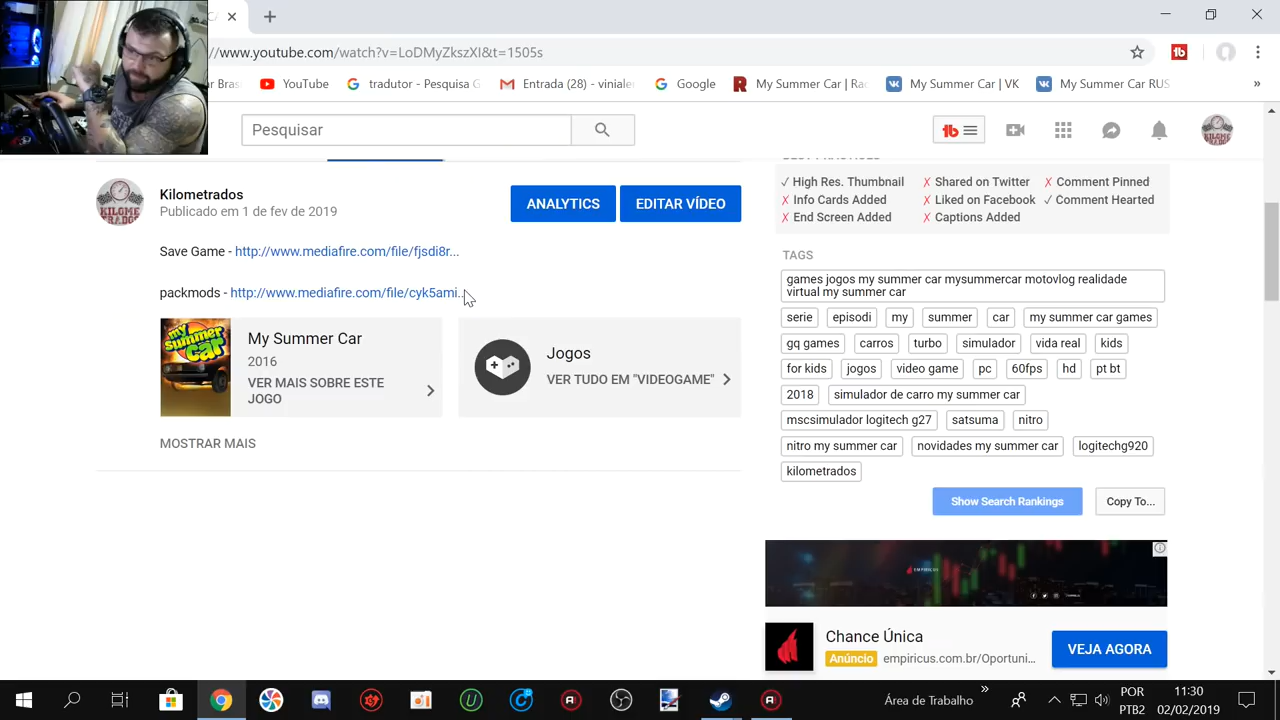 //www.youtube.com/watch?v=LoDMyZkszXI&t=1505s
YouTube
tradutor - Pesquisa G
Entrada (28) - vinialer
Google
My Summer Car | Ra
My Summer Car | VK
My Summer Car RUS
»
Pesquisar
High Res. Thumbnail
Shared on Twitter
Comment Pinned
Info Cards Added
Liked on Facebook
Comment Hearted
End Screen Added
Captions Added
Kilometrados
Publicado em 1 de fev de 2019
ANALYTICS
EDITAR VÍDEO
Save Game - http://www.mediafire.com/file/fjsdi8r...
packmods - http://www.mediafire.com/file/cyk5ami...
My Summer Car
2016
VER MAIS SOBRE ESTE
JOGO
Jogos
VER TUDO EM "VIDEOGAME"
MOSTRAR MAIS
TAGS
games jogos my summer car mysummercar motovlog realidade
virtual my summer car
serie
episodi
my
summer
car
my summer car games
gq games
carros
turbo
simulador
vida real
kids
for kids
jogos
video game
pc
60fps
hd
pt bt
2018
simulador de carro my summer car
mscsimulador logitech g27
satsuma
nitro
nitro my summer car
novidades my summer car
logitechg920
kilometrados
Show Search Rankings
Copy To...
Chance Única
Anúncio empiricus.com.br/Oportuni...
VEJA AGORA
Área de Trabalho
»
POR
PTB2
11:30
02/02/2019